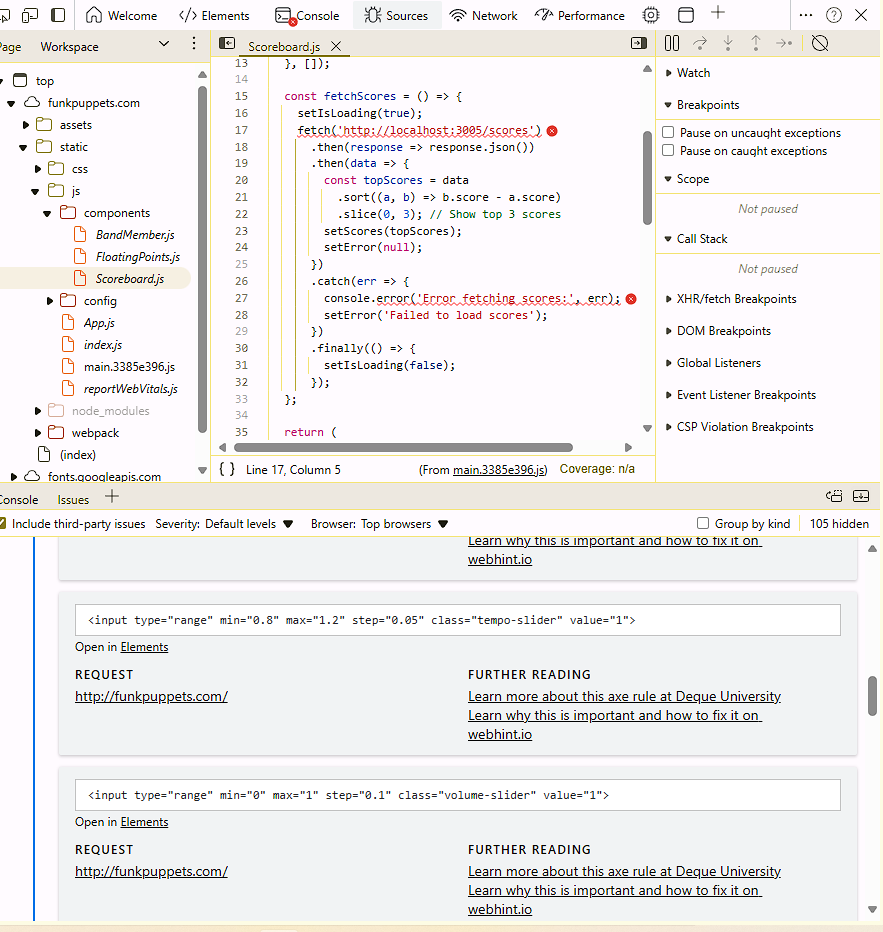 Welcome
Elements
Console
Sources
Network
Performance
Page
Workspace
Scoreboard.js
top
funkpuppets.com
assets
static
css
js
components
BandMember.js
FloatingPoints.js
Scoreboard.js
config
App.js
index.js
main.3385e396.js
reportWebVitals.js
node_modules
webpack
(index)
fonts.googleapis.com
13 }, []);
14
15 const fetchScores = () => {
16 setIsLoading(true);
17 fetch('http://localhost:3005/scores')
18 .then(response => response.json())
19 .then(data => {
20 const topScores = data
21 .sort((a, b) => b.score - a.score)
22 .slice(0, 3); // Show top 3 scores
23 setScores(topScores);
24 setError(null);
25 })
26 .catch(err => {
27 console.error('Error fetching scores:', err);
28 setError('Failed to load scores');
29 })
30 .finally(() => {
31 setIsLoading(false);
32 });
33 };
34
35 return (
{ } Line 17, Column 5 (From main.3385e396.js) Coverage: n/a
Watch
Breakpoints
Pause on uncaught exceptions
Pause on caught exceptions
Scope
Not paused
Call Stack
Not paused
XHR/fetch Breakpoints
DOM Breakpoints
Global Listeners
Event Listener Breakpoints
CSP Violation Breakpoints
Console Issues
Include third-party issues Severity: Default levels Browser: Top browsers Group by kind 105 hidden
Learn why this is important and how to fix it on
webhint.io
<input type="range" min="0.8" max="1.2" step="0.05" class="tempo-slider" value="1">
Open in Elements
REQUEST
http://funkpuppets.com/
FURTHER READING
Learn more about this axe rule at Deque University
Learn why this is important and how to fix it on
webhint.io
<input type="range" min="0" max="1" step="0.1" class="volume-slider" value="1">
Open in Elements
REQUEST
http://funkpuppets.com/
FURTHER READING
Learn more about this axe rule at Deque University
Learn why this is important and how to fix it on
webhint.io